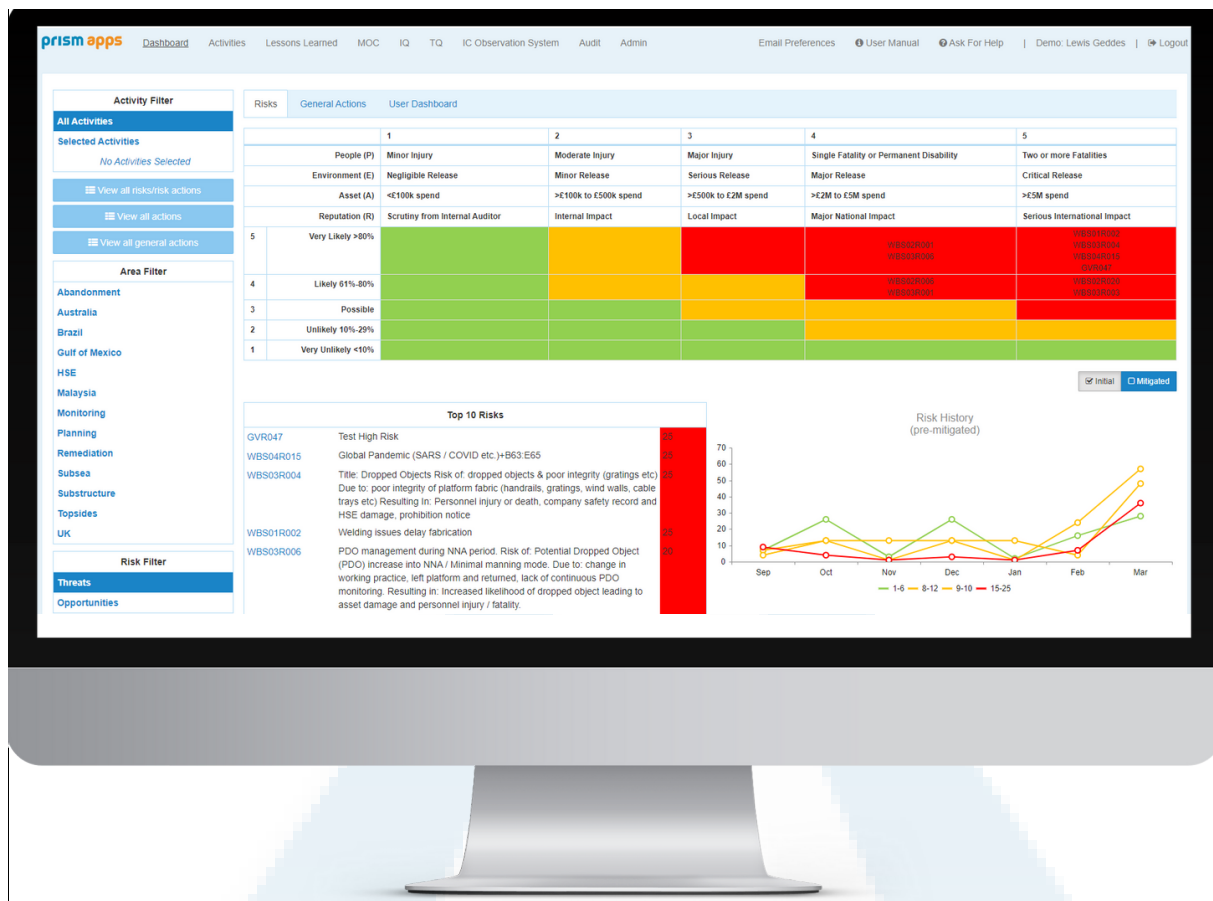 prism apps Dashboard Activities Lessons Learned MOC IQ TQ IC Observation System Audit Admin Email Preferences User Manual Ask For Help | Demo: Lewis Geddes | Logout
Activity Filter
All Activities
Selected Activities
No Activities Selected
View all risks/risk actions
View all actions
View all general actions
Area Filter
Abandonment
Australia
Brazil
Gulf of Mexico
HSE
Malaysia
Monitoring
Planning
Remediation
Subsea
Substructure
Topsides
UK
Risk Filter
Threats
Opportunities
Risks General Actions User Dashboard
1 2 3 4 5
People (P) Minor Injury Moderate Injury Major Injury Single Fatality or Permanent Disability Two or more Fatalities
Environment (E) Negligible Release Minor Release Serious Release Major Release Critical Release
Asset (A) <£100k spend >£100k to £500k spend >£500k to £2M spend >£2M to £5M spend >£5M spend
Reputation (R) Scrutiny from Internal Auditor Internal Impact Local Impact Major National Impact Serious International Impact
5 Very Likely >80% WBS02R001 WBS03R006 WBS01R002 WBS03R004 WBS04R015 GVR047
4 Likely 61%-80% WBS03R001 WBS02R020 WBS03R003
3 Possible
2 Unlikely 10%-29%
1 Very Unlikely <10%
Initial Mitigated
Top 10 Risks
GVR047 Test High Risk 25
WBS04R015 Global Pandemic (SARS / COVID etc.)+B63:E65 25
WBS03R004 Title: Dropped Objects Risk of: dropped objects & poor integrity (gratings etc) 25
Due to: poor integrity of platform fabric (handrails, gratings, wind walls, cable
trays etc) Resulting In: Personnel injury or death, company safety record and
HSE damage, prohibition notice
WBS01R002 Welding issues delay fabrication 25
WBS03R006 PDO management during NNA period. Risk of: Potential Dropped Object 20
(PDO) increase into NNA / Minimal manning mode. Due to: change in
working practice, left platform and returned, lack of continuous PDO
monitoring. Resulting in: Increased likelihood of dropped object leading to
asset damage and personnel injury / fatality.
Risk History
(pre-mitigated)
70
60
50
40
30
20
10
0
Sep Oct Nov Dec Jan Feb Mar
1-6 8-12 9-10 15-25